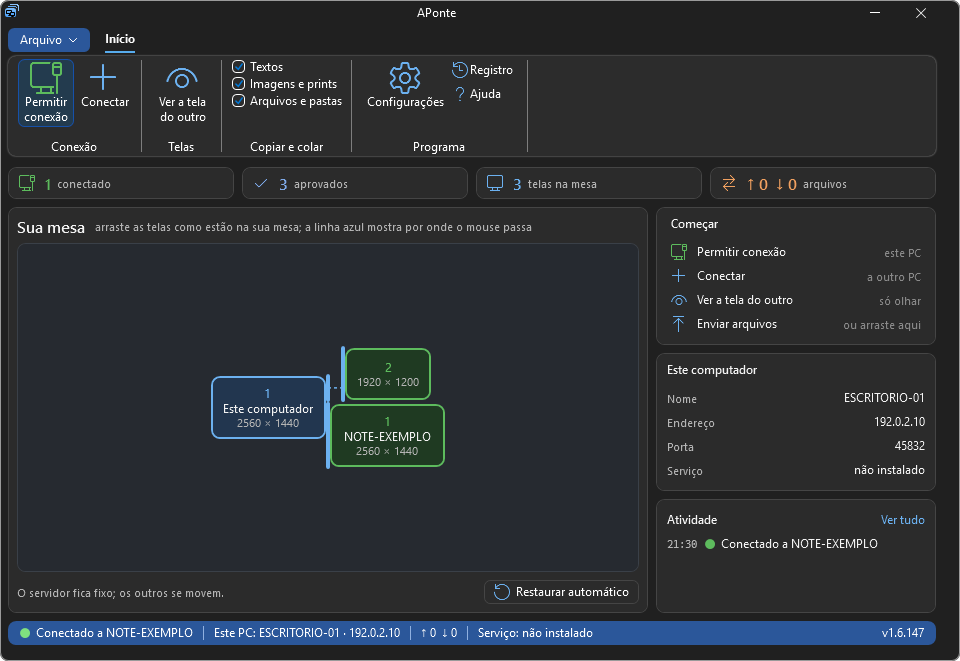 APonte
Arquivo
Início
Permitir conexão
Conectar
Conexão
Ver a tela do outro
Telas
Textos
Imagens e prints
Arquivos e pastas
Copiar e colar
Configurações
Registro
? Ajuda
Programa
1 conectado
3 aprovados
3 telas na mesa
↑ 0 ↓ 0 arquivos
Sua mesa arraste as telas como estão na sua mesa; a linha azul mostra por onde o mouse passa
2
1920 × 1200
1
Este computador
2560 × 1440
1
NOTE-EXEMPLO
2560 × 1440
O servidor fica fixo; os outros se movem.
Restaurar automático
Começar
Permitir conexão este PC
Conectar a outro PC
Ver a tela do outro só olhar
Enviar arquivos ou arraste aqui
Este computador
Nome ESCRITORIO-01
Endereço 192.0.2.10
Porta 45832
Serviço não instalado
Atividade Ver tudo
21:30 Conectado a NOTE-EXEMPLO
Conectado a NOTE-EXEMPLO | Este PC: ESCRITORIO-01 · 192.0.2.10 | ↑ 0 ↓ 0 | Serviço: não instalado v1.6.147